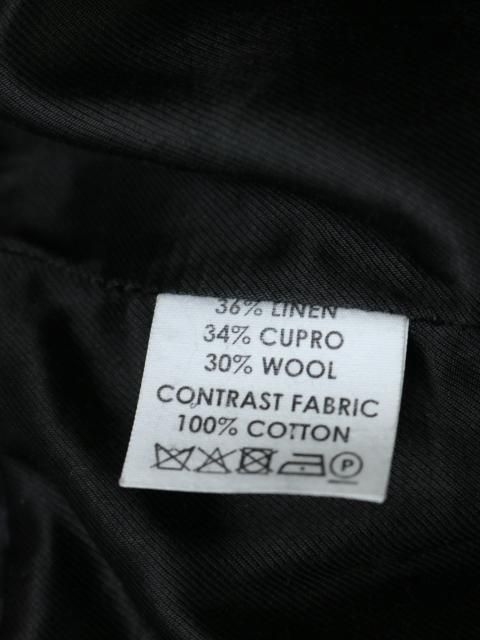 36% LINEN
34% CUPRO
30% WOOL
CONTRAST FABRIC
100% COTTON
P